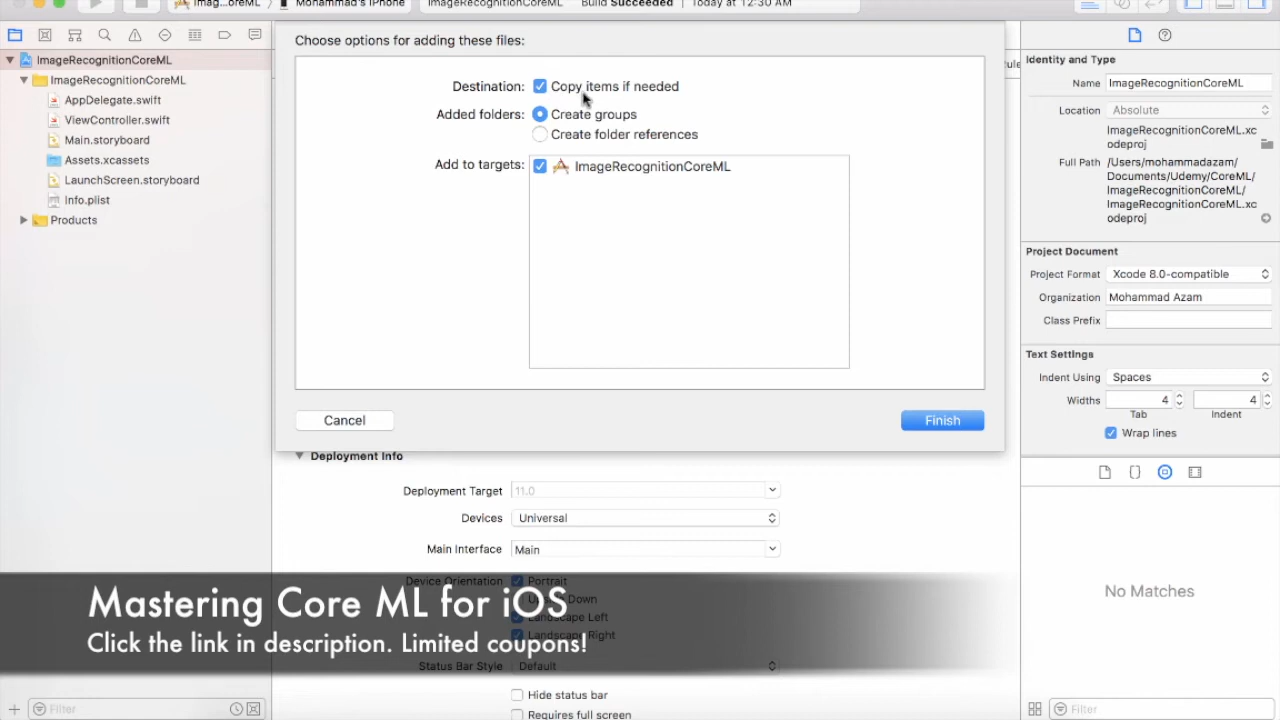 Imag...oreML
Mohammad's iPhone
ImageRecognitionCoreML
Build Succeeded
Today at 12:30 AM
ImageRecognitionCoreML
ImageRecognitionCoreML
AppDelegate.swift
ViewController.swift
Main.storyboard
Assets.xcassets
LaunchScreen.storyboard
Info.plist
Products
Filter
Choose options for adding these files:
Destination: Copy items if needed
Added folders: Create groups
Create folder references
Add to targets: ImageRecognitionCoreML
Cancel
Finish
Deployment Info
Deployment Target 11.0
Devices Universal
Main Interface Main
Device Orientation Portrait
Down
Landscape Left
Landscape Right
Status Bar Style Default
Hide status bar
Requires full screen
Mastering Core ML for iOS
Click the link in description. Limited coupons!
Identity and Type
Name ImageRecognitionCoreML
Location Absolute
ImageRecognitionCoreML.xc
odeproj
Full Path /Users/mohammadazam/
Documents/Udemy/CoreML/
ImageRecognitionCoreML/
ImageRecognitionCoreML.xc
odeproj
Project Document
Project Format Xcode 8.0-compatible
Organization Mohammad Azam
Class Prefix
Text Settings
Indent Using Spaces
Widths 4 4
Tab Indent
Wrap lines
No Matches
Filter